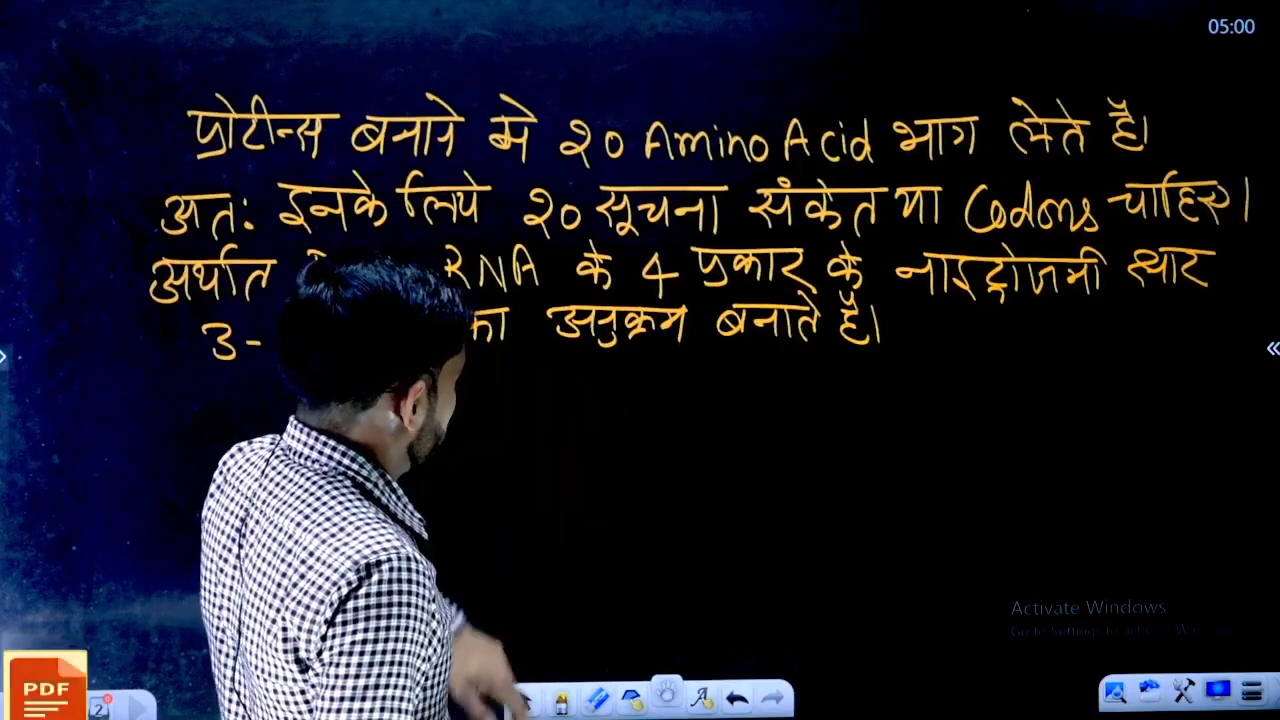 05:00
प्रोटीन्स बनाने मे 20 Amino Acid भाग लेते हैं।
अत: इनके लिये 20 सूचना संकेत या Codons चाहिए।
अर्थात RNA के 4 प्रकार के नाइट्रोजनी क्षार
3- का अनुक्रम बनाते हैं।
Activate Windows
PDF
2